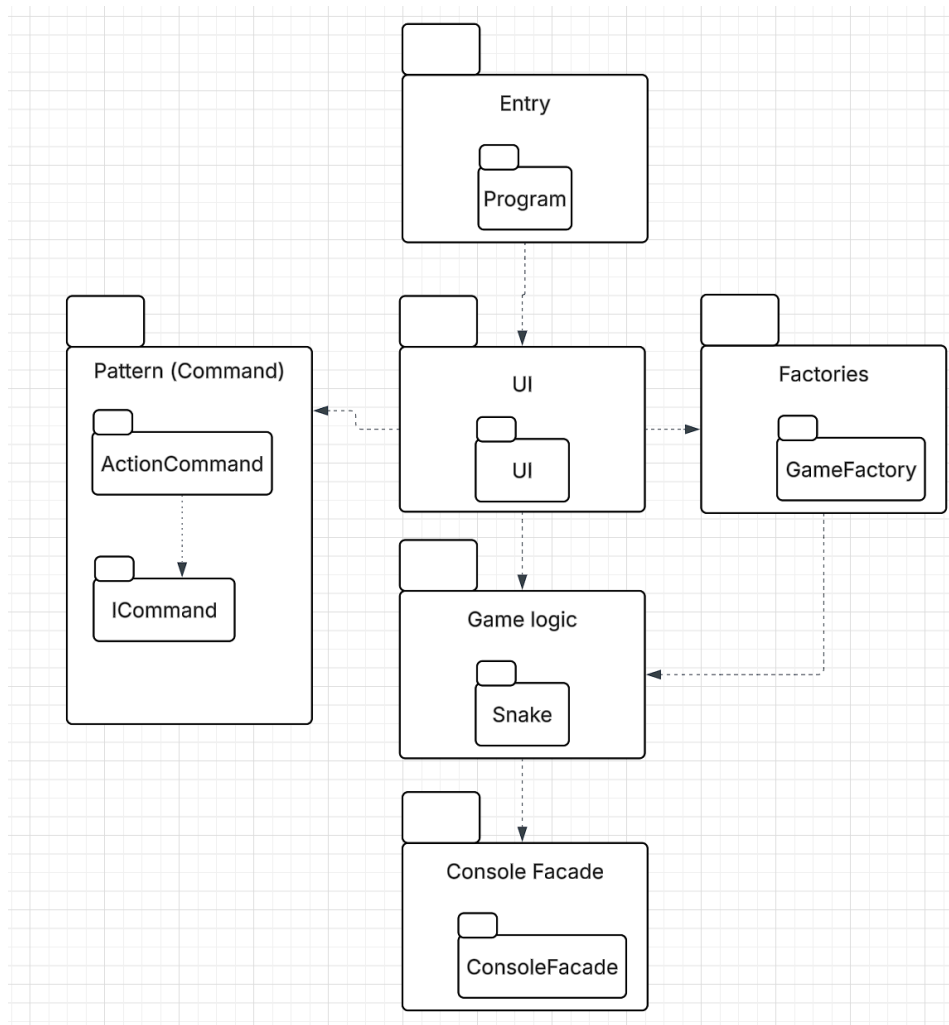 Entry
Program
Pattern (Command)
ActionCommand
ICommand
UI
UI
Factories
GameFactory
Game logic
Snake
Console Facade
ConsoleFacade